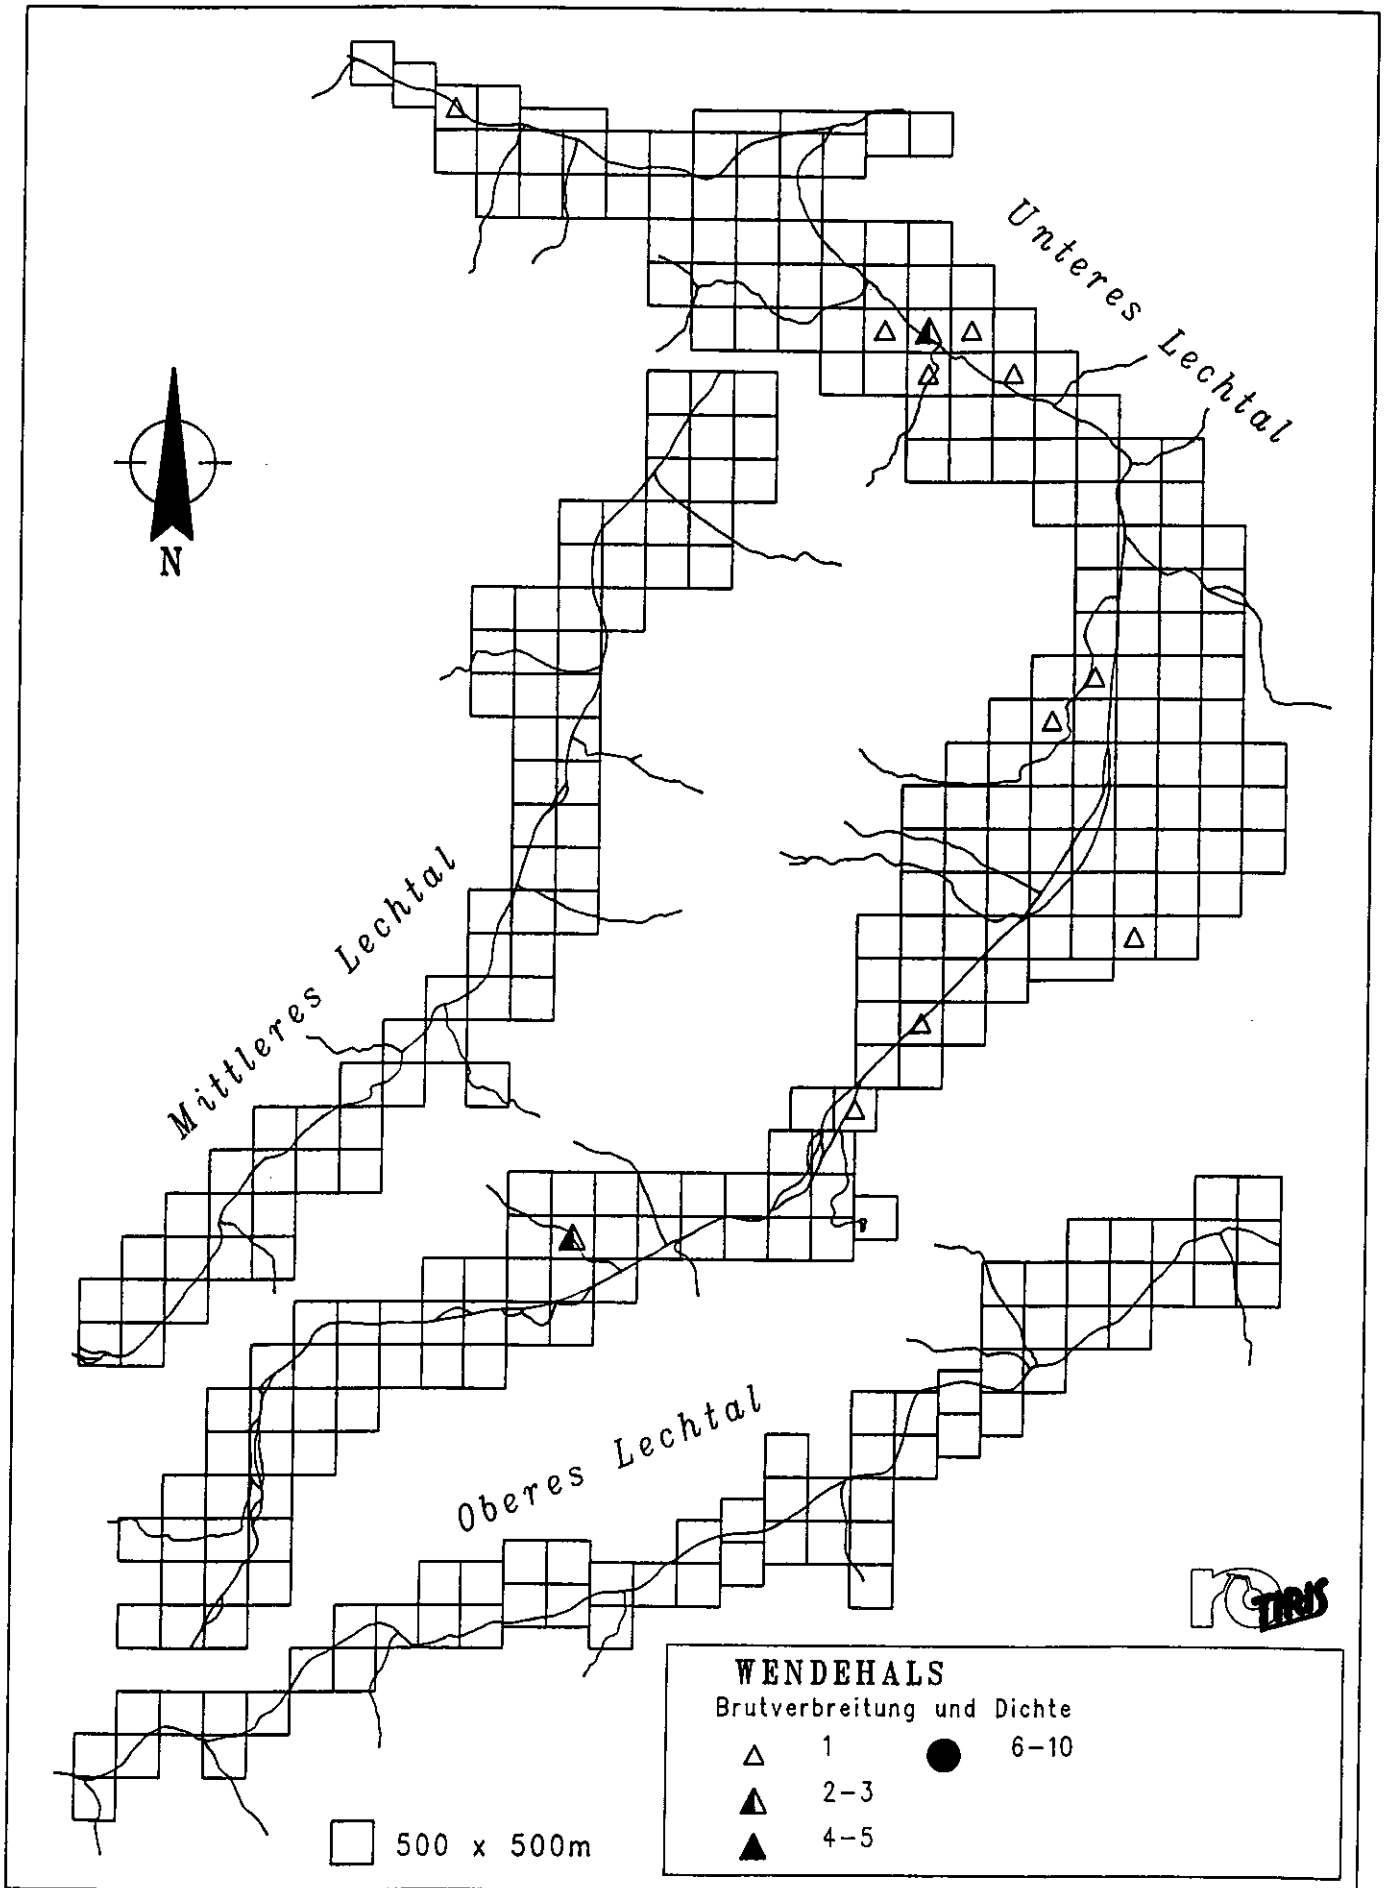 Unteres Lechtal
N
Mittleres Lechtal
Oberes Lechtal
TIRIS
WENDEHALS
Brutverbreitung und Dichte
1 6-10
2-3
4-5
500 x 500m